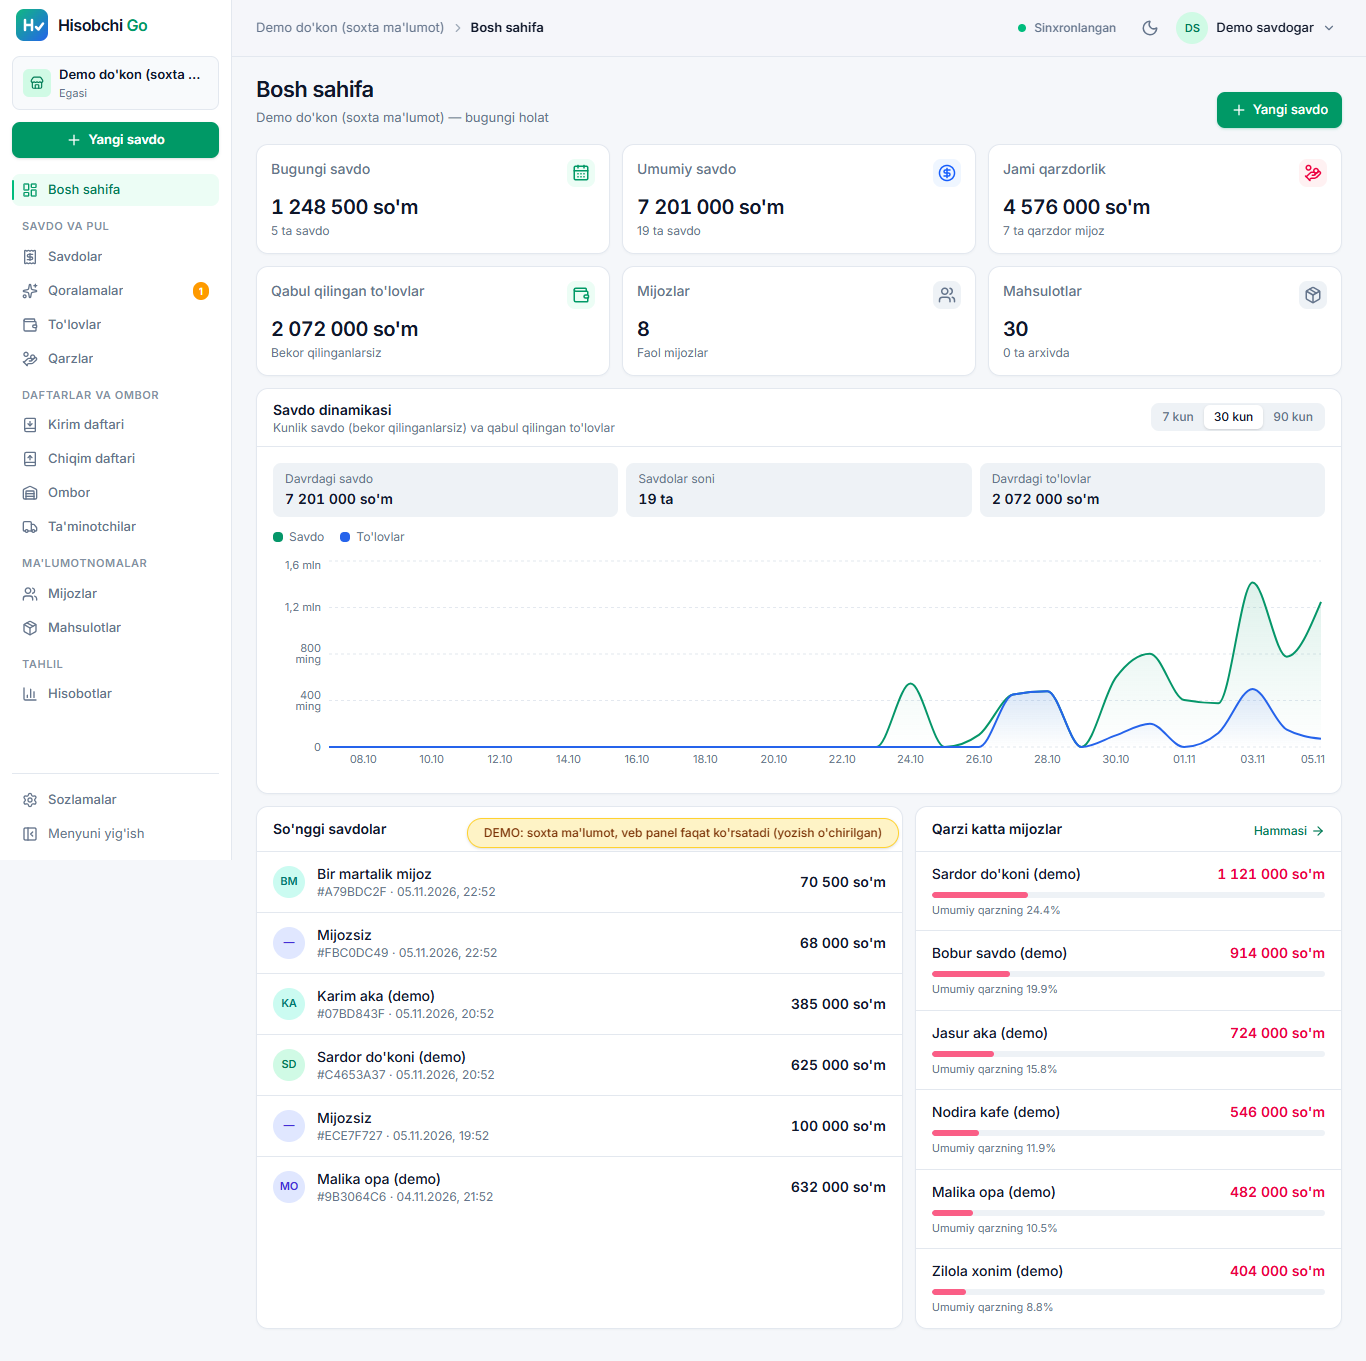 Hisobchi Go
Demo do'kon (soxta ...
Egasi
+ Yangi savdo
Bosh sahifa
SAVDO VA PUL
Savdolar
Qoralamalar 1
To'lovlar
Qarzlar
DAFTARLAR VA OMBOR
Kirim daftari
Chiqim daftari
Ombor
Ta'minotchilar
MA'LUMOTNOMALAR
Mijozlar
Mahsulotlar
TAHLIL
Hisobotlar
Sozlamalar
Menyuni yig'ish
Demo do'kon (soxta ma'lumot) > Bosh sahifa
Sinxronlangan
DS Demo savdogar
Bosh sahifa
Demo do'kon (soxta ma'lumot) — bugungi holat
+ Yangi savdo
Bugungi savdo
1 248 500 so'm
5 ta savdo
Umumiy savdo
7 201 000 so'm
19 ta savdo
Jami qarzdorlik
4 576 000 so'm
7 ta qarzdor mijoz
Qabul qilingan to'lovlar
2 072 000 so'm
Bekor qilinganlarsiz
Mijozlar
8
Faol mijozlar
Mahsulotlar
30
0 ta arxivda
Savdo dinamikasi
Kunlik savdo (bekor qilinganlarsiz) va qabul qilingan to'lovlar
7 kun 30 kun 90 kun
Davrdagi savdo
7 201 000 so'm
Savdolar soni
19 ta
Davrdagi to'lovlar
2 072 000 so'm
Savdo To'lovlar
1,6 mln
1,2 mln
800
ming
400
ming
0
08.10 10.10 12.10 14.10 16.10 18.10 20.10 22.10 24.10 26.10 28.10 30.10 01.11 03.11 05.11
So'nggi savdolar
DEMO: soxta ma'lumot, veb panel faqat ko'rsatadi (yozish o'chirilgan)
BM Bir martalik mijoz 70 500 so'm
#A79BDC2F · 05.11.2026, 22:52
— Mijozsiz 68 000 so'm
#FBC0DC49 · 05.11.2026, 22:52
KA Karim aka (demo) 385 000 so'm
#07BD843F · 05.11.2026, 20:52
SD Sardor do'koni (demo) 625 000 so'm
#C4653A37 · 05.11.2026, 20:52
— Mijozsiz 100 000 so'm
#ECE7F727 · 05.11.2026, 19:52
MO Malika opa (demo) 632 000 so'm
#9B3064C6 · 04.11.2026, 21:52
Qarzi katta mijozlar
Hammasi →
Sardor do'koni (demo) 1 121 000 so'm
Umumiy qarzning 24.4%
Bobur savdo (demo) 914 000 so'm
Umumiy qarzning 19.9%
Jasur aka (demo) 724 000 so'm
Umumiy qarzning 15.8%
Nodira kafe (demo) 546 000 so'm
Umumiy qarzning 11.9%
Malika opa (demo) 482 000 so'm
Umumiy qarzning 10.5%
Zilola xonim (demo) 404 000 so'm
Umumiy qarzning 8.8%